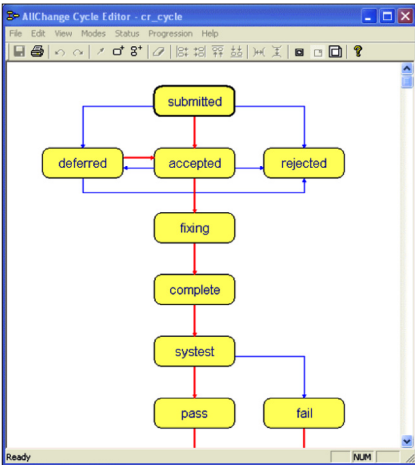 AllChange Cycle Editor - cr_cycle
File Edit View Modes Status Progression Help
submitted
deferred accepted rejected
fixing
complete
systest
pass fail
Ready NUM